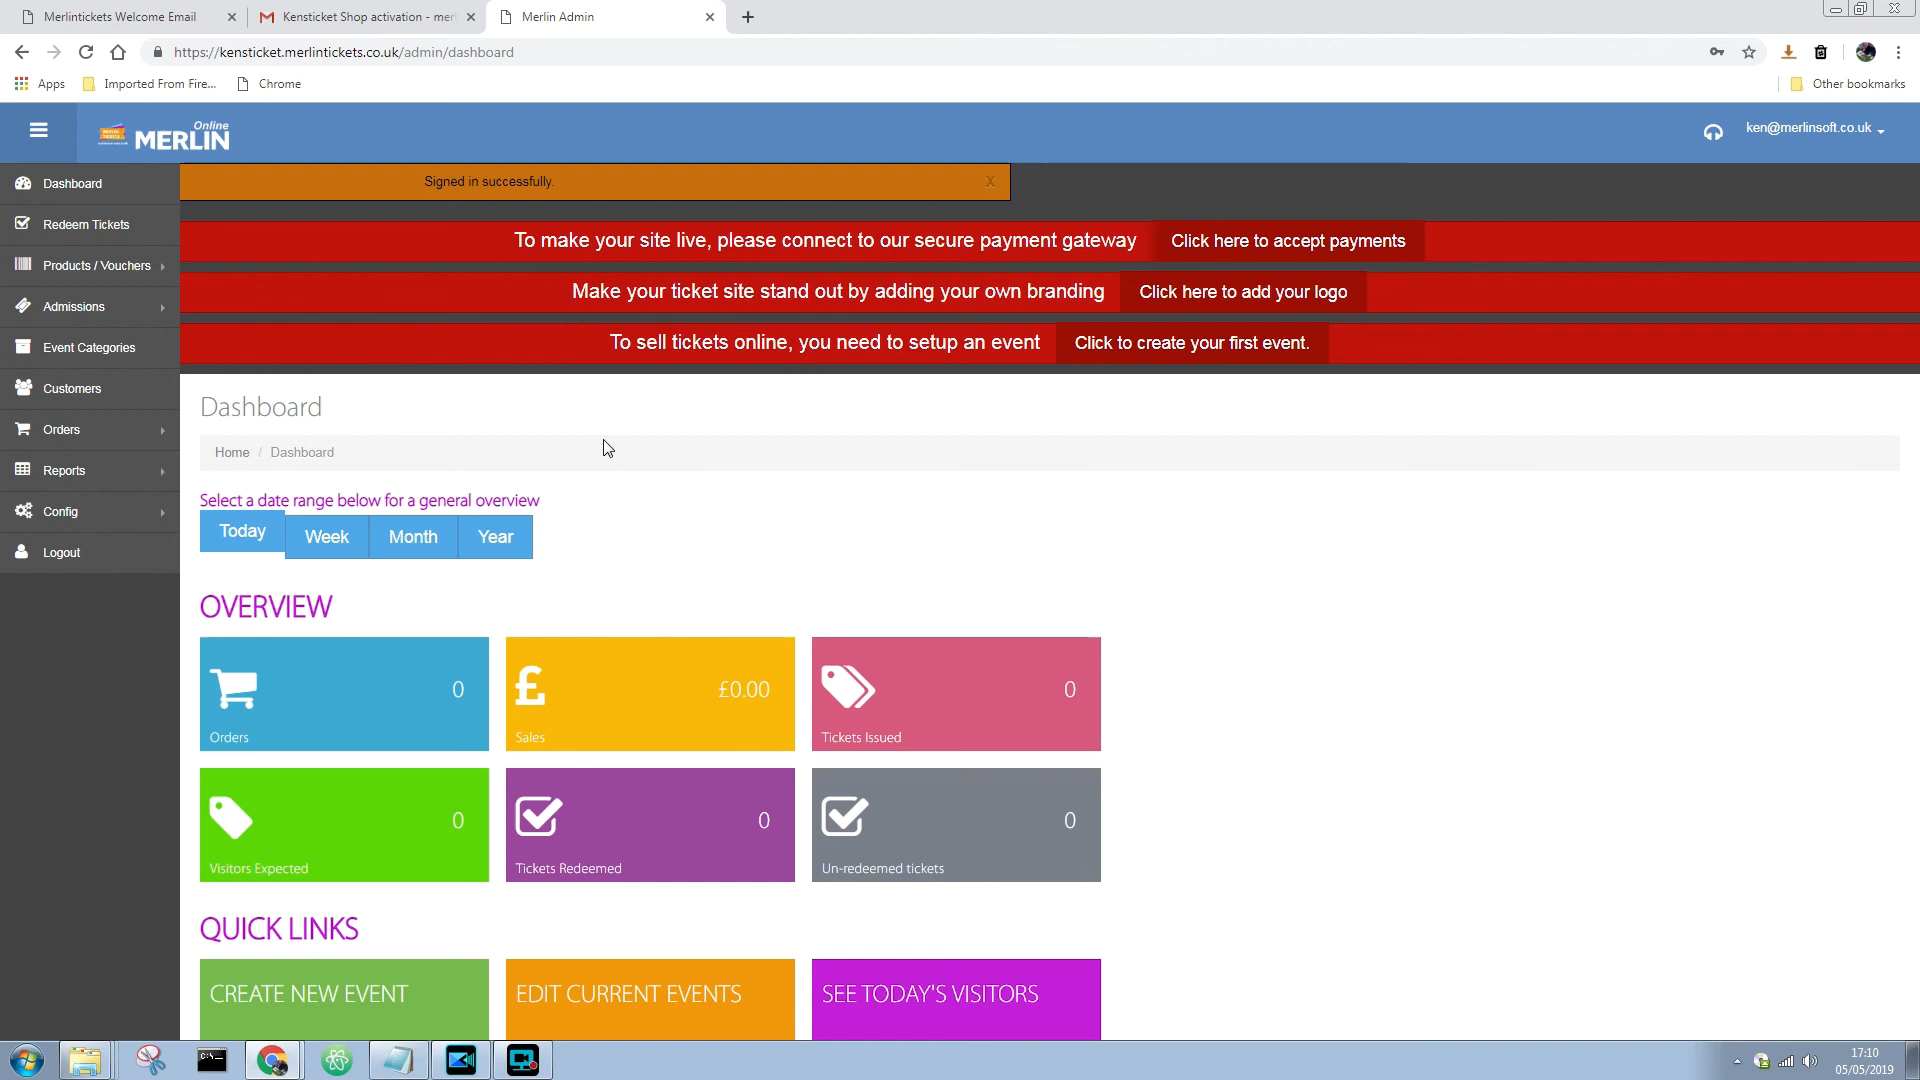 Merlintickets Welcome Email
Kensticket Shop activation - merl
Merlin Admin
https://kensticket.merlintickets.co.uk/admin/dashboard
Apps
Imported From Fire...
Chrome
Other bookmarks
Online
MERLIN
ken@merlinsoft.co.uk
Dashboard
Redeem Tickets
Products / Vouchers
Admissions
Event Categories
Customers
Orders
Reports
Config
Logout
Signed in successfully.
X
To make your site live, please connect to our secure payment gateway
Click here to accept payments
Make your ticket site stand out by adding your own branding
Click here to add your logo
To sell tickets online, you need to setup an event
Click to create your first event.
Dashboard
Home / Dashboard
Select a date range below for a general overview
Today
Week
Month
Year
OVERVIEW
0
Orders
£
£0.00
Sales
0
Tickets Issued
0
Visitors Expected
0
Tickets Redeemed
0
Un-redeemed tickets
QUICK LINKS
CREATE NEW EVENT
EDIT CURRENT EVENTS
SEE TODAY'S VISITORS
17:10
05/05/2019